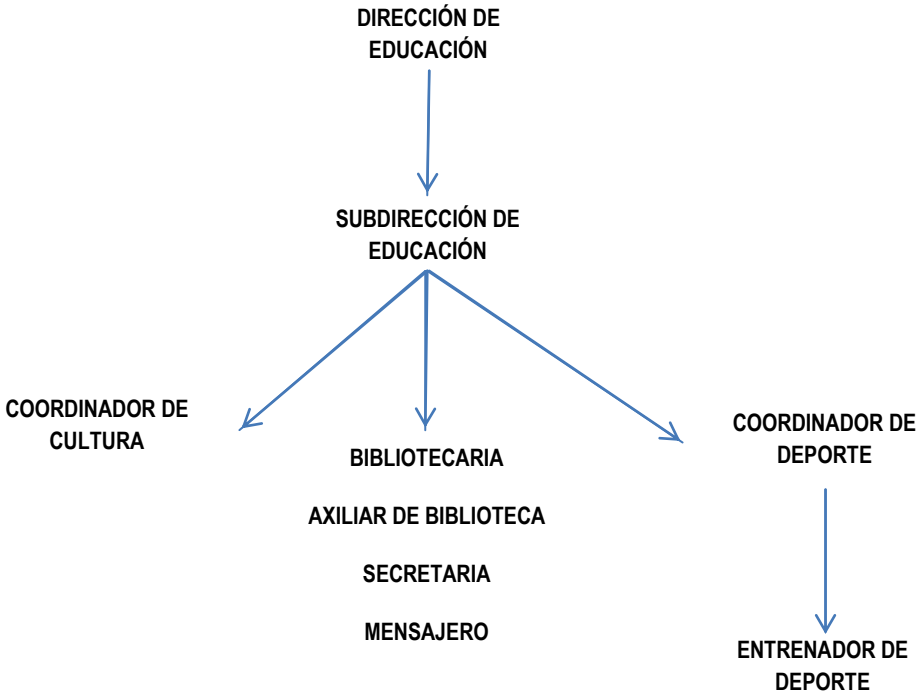 DIRECCIÓN DE
EDUCACIÓN
SUBDIRECCIÓN DE
EDUCACIÓN
COORDINADOR DE
CULTURA
BIBLIOTECARIA
AXILIAR DE BIBLIOTECA
SECRETARIA
MENSAJERO
COORDINADOR DE
DEPORTE
ENTRENADOR DE
DEPORTE